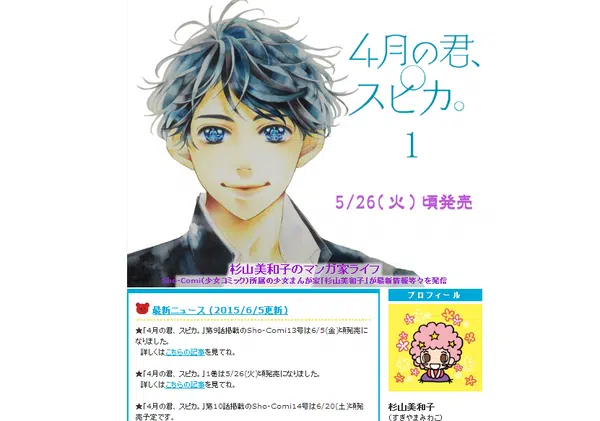 4月の君、
スピカ。
1
5/26(火)頃発売
杉山美和子のマンガ家ライフ
Sho-Comi(少女コミック)所属の少女まんが家『杉山美和子』が最新情報等々を発信
最新ニュース (2015/6/5更新)
★『4月の君、スピカ。』第9話掲載のSho-Comi13号は6/5(金)頃発売に
なりました。
詳しくはこちらの記事を見てね。
★『4月の君、スピカ。』1巻は5/26(火)頃発売になりました。
詳しくはこちらの記事を見てね。
★『4月の君、スピカ。』第10話掲載のSho-Comi14号は6/20(土)頃発
売予定です。
プロフィール
杉山美和子
(すぎやまみわこ)